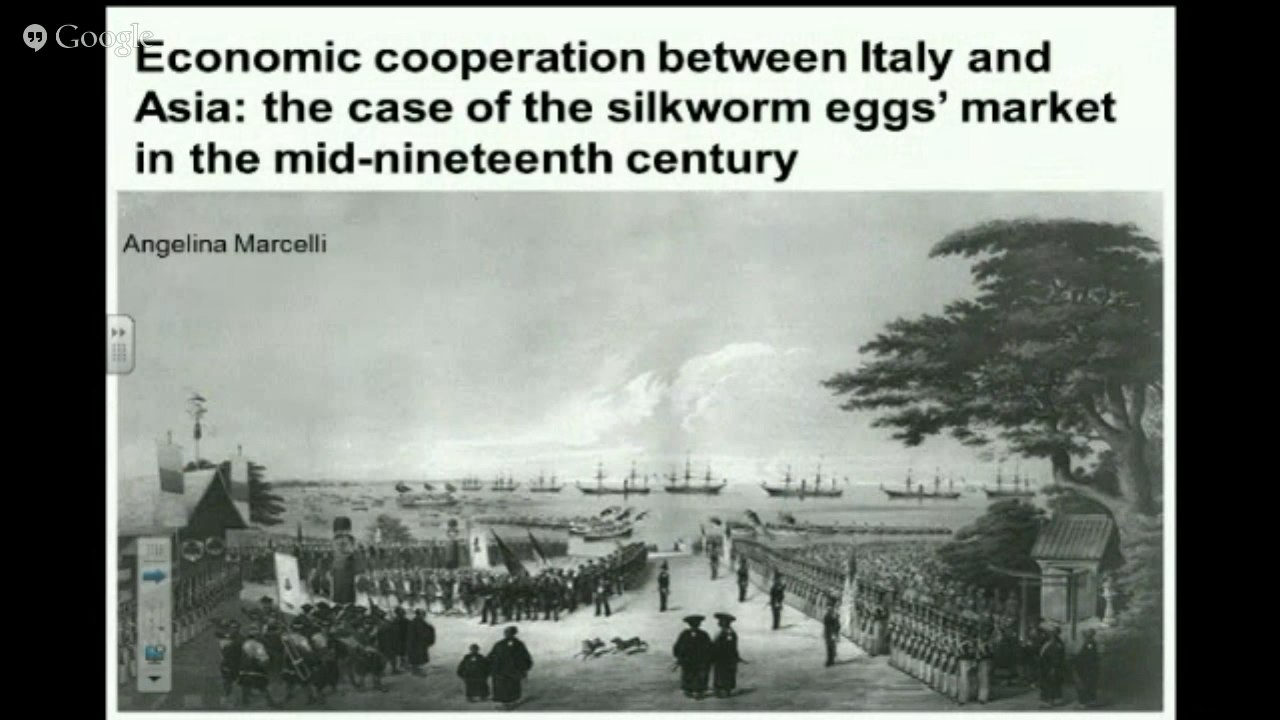 Google
Economic cooperation between Italy and
Asia: the case of the silkworm eggs’ market
in the mid-nineteenth century
Angelina Marcelli